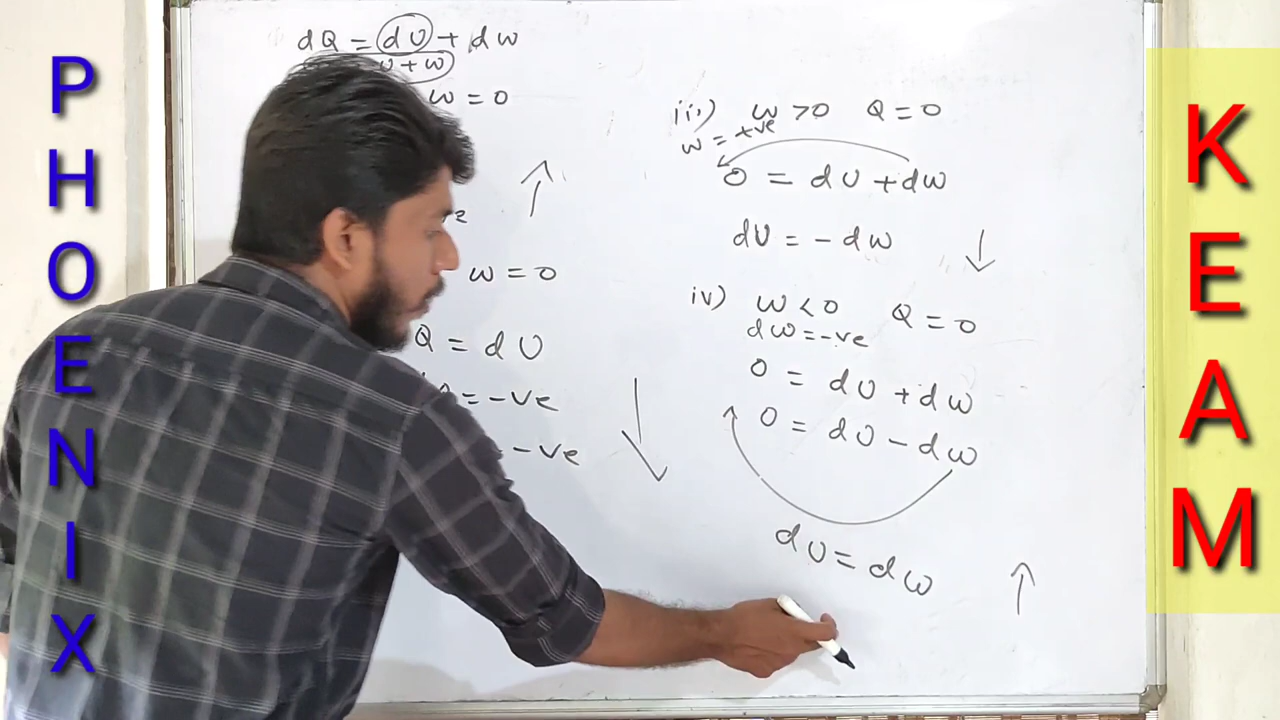 PHOENIX
dQ = dU + dw
U + w
w = 0
w = 0
Q = dU
= -ve
-ve
iii) w > 0 Q = 0
w = +ve
0 = dU + dw
dU = - dw
iv) w < 0 Q = 0
dw = -ve
0 = dU + dw
0 = dU - dw
dU = dw
KEAM